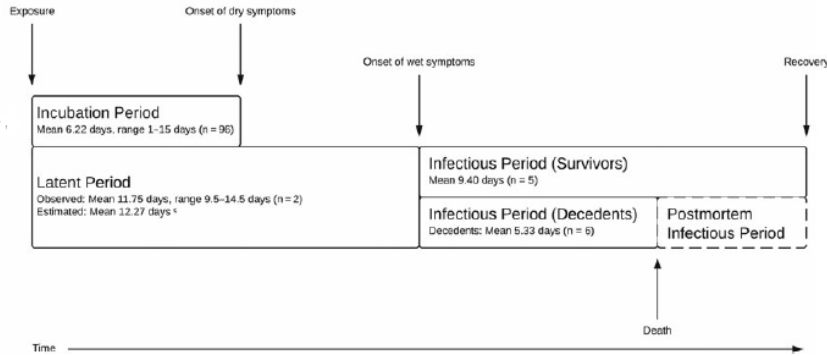 Exposure
Onset of dry symptoms
Onset of wet symptoms
Recovery
Incubation Period
Mean 6.22 days, range 1–15 days (n = 96)
Latent Period
Observed: Mean 11.75 days, range 9.5–14.5 days (n = 2)
Estimated: Mean 12.27 days
Infectious Period (Survivors)
Mean 9.40 days (n = 5)
Infectious Period (Decedents)
Decedents: Mean 5.33 days (n = 6)
Postmortem
Infectious Period
Death
Time